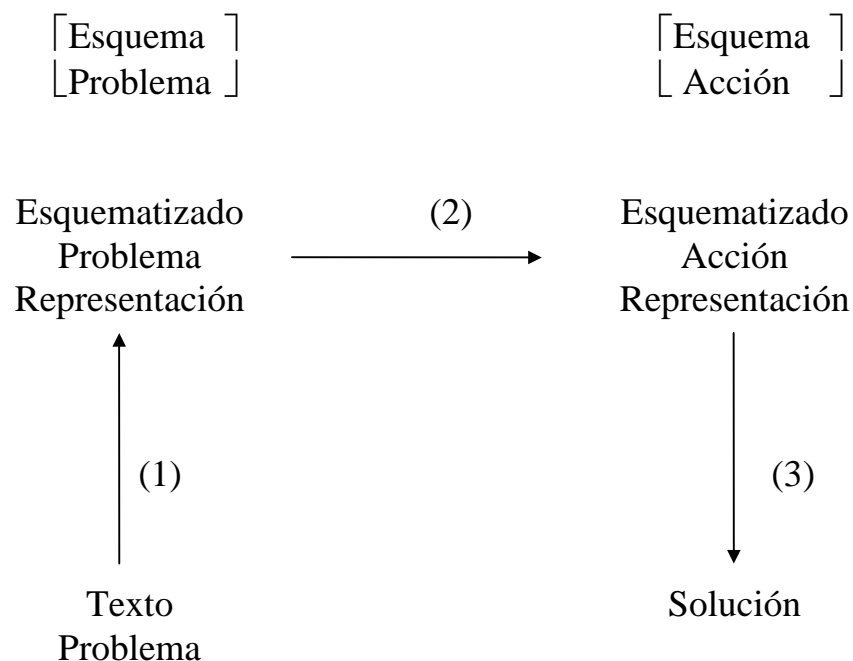 Esquema
Problema
Esquema
Acción
Esquematizado
Problema
Representación
(2)
Esquematizado
Acción
Representación
(1)
(3)
Texto
Problema
Solución